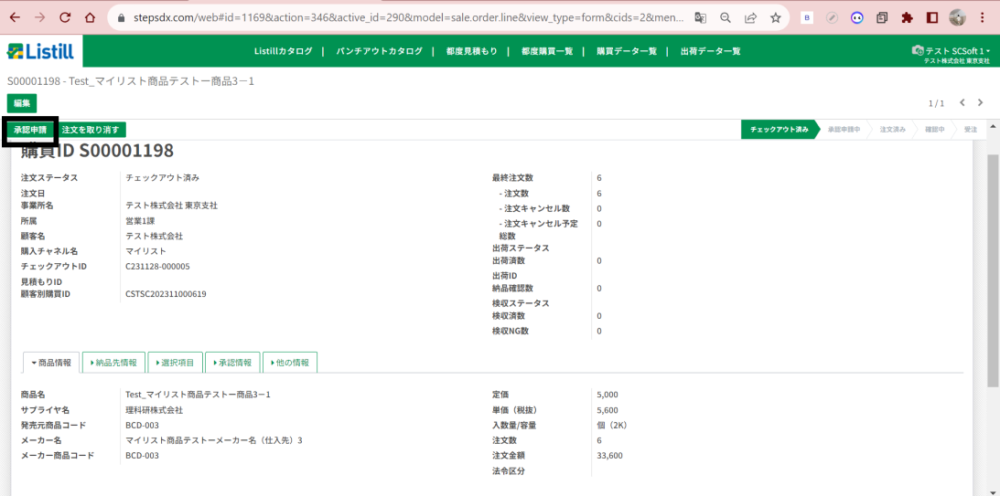 stepsdx.com/web#id=1169&action=346&active_id=290&model=sale.order.line&view_type=form&cids=2&men...
Listill
Listillカタログ | パンチアウトカタログ | 都度見積もり | 都度購買一覧 | 購買データ一覧 | 出荷データ一覧
テスト SCSoft 1
テスト株式会社 東京支社
S00001198 - Test_マイリスト商品テストー商品3ー1
編集
1 / 1
承認申請 注文を取り消す
チェックアウト済み 承認申請中 注文済み 確認中 受注
購買ID S00001198
注文ステータス チェックアウト済み
注文日
事業所名 テスト株式会社 東京支社
所属 営業1課
顧客名 テスト株式会社
購入チャネル名 マイリスト
チェックアウトID C231128-000005
見積もりID
顧客別購買ID CSTSC202311000619
最終注文数 6
- 注文数 6
- 注文キャンセル数 0
- 注文キャンセル予定総数 0
出荷ステータス
出荷済数 0
出荷ID
納品確認数 0
検収ステータス
検収済数 0
検収NG数 0
商品情報 納品先情報 選択項目 承認情報 他の情報
商品名 Test_マイリスト商品テストー商品3ー1
サプライヤ名 理科研株式会社
発売元商品コード BCD-003
メーカー名 マイリスト商品テストーメーカー名（仕入先）3
メーカー商品コード BCD-003
定価 5,000
単価（税抜） 5,600
入数量/容量 個（2K）
注文数 6
注文金額 33,600
法令区分